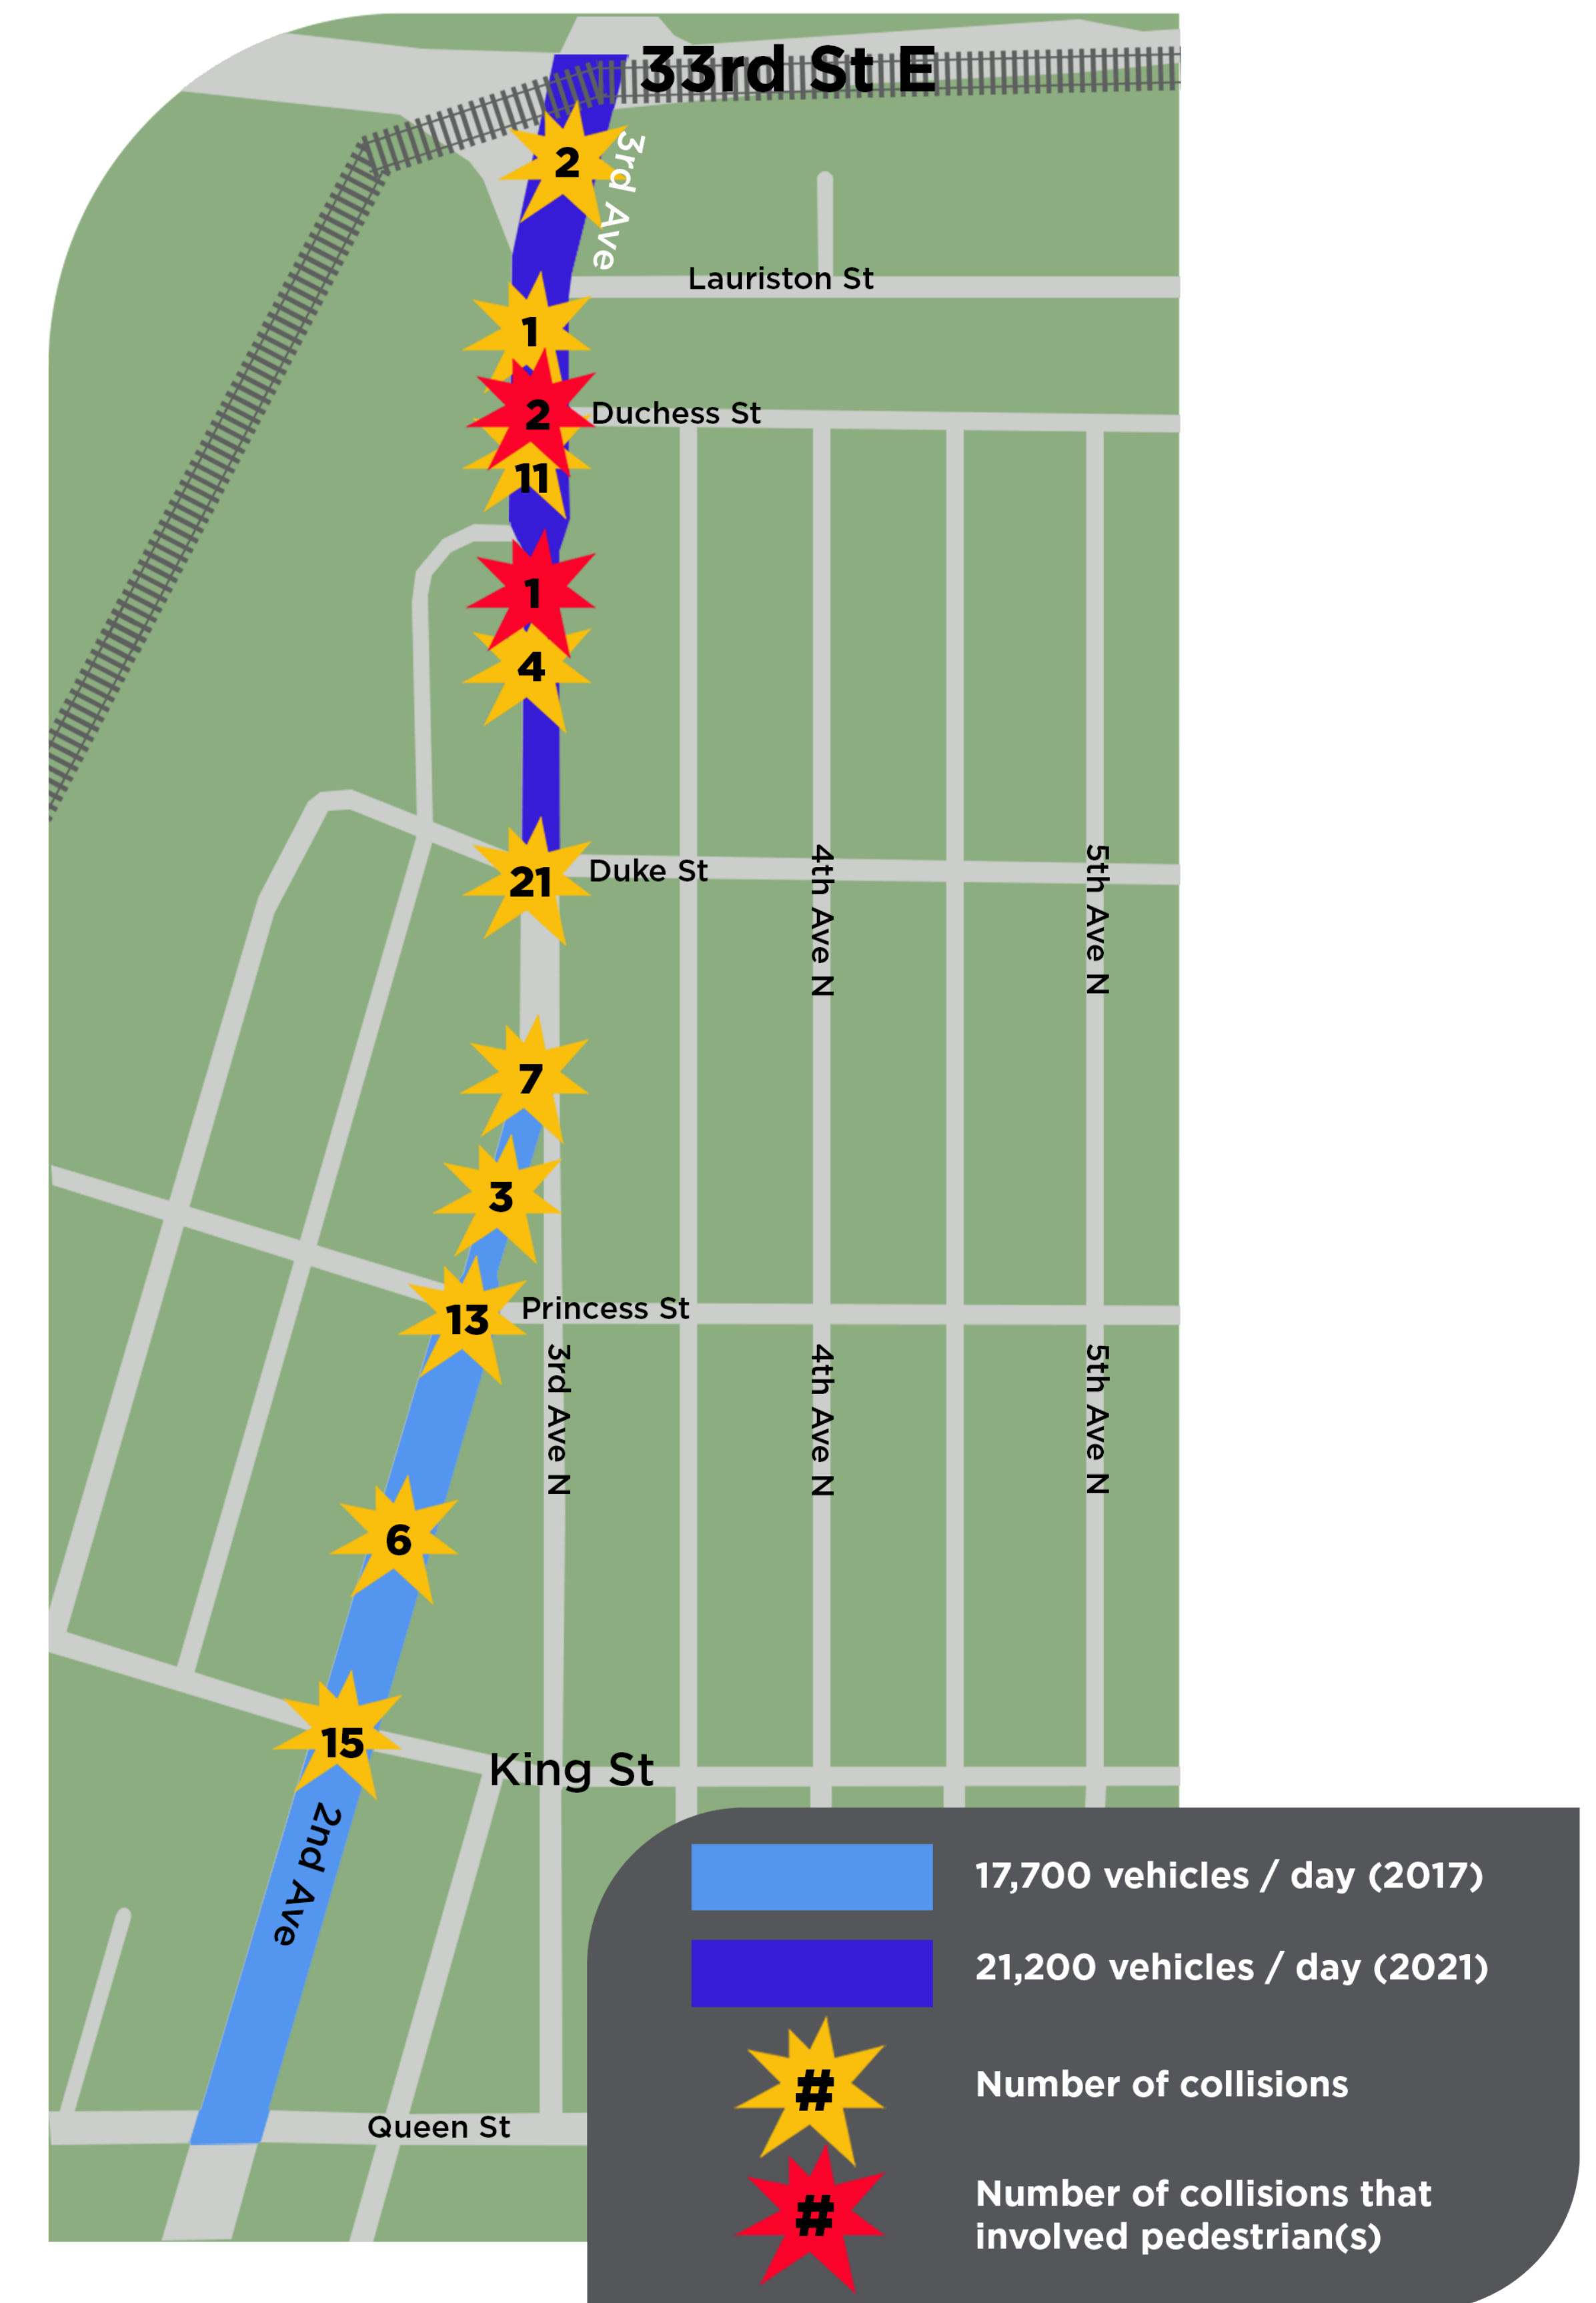 33rd St E
2
3rd Ave
Lauriston St
1
2
Duchess St
11
1
4
21
Duke St
4th Ave N
5th Ave N
7
3
13
Princess St
3rd Ave N
4th Ave N
5th Ave N
6
15
King St
2nd Ave
17,700 vehicles / day (2017)
21,200 vehicles / day (2021)
#
Number of collisions
Queen St
#
Number of collisions that
involved pedestrian(s)